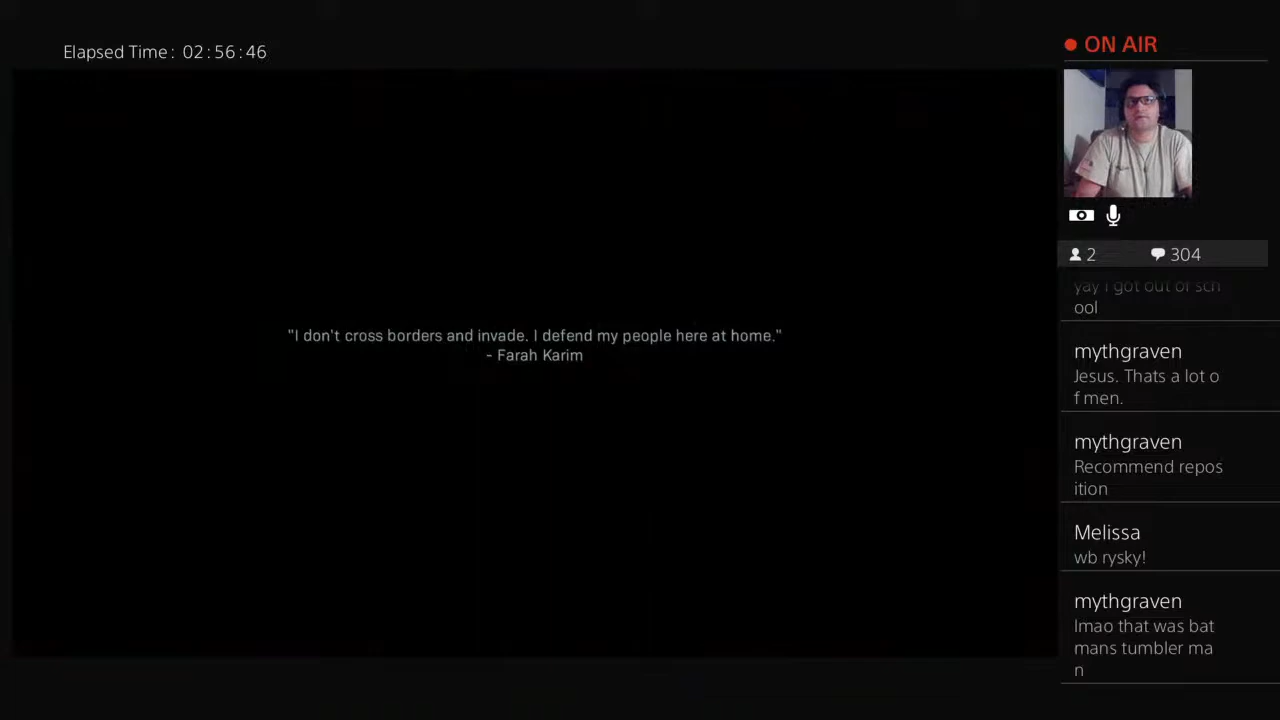 Elapsed Time: 02:56:46
ON AIR
"I don't cross borders and invade. I defend my people here at home."
- Farah Karim
2 304
yay I got out of sch
ool
mythgraven
Jesus. Thats a lot o
f men.
mythgraven
Recommend repos
ition
Melissa
wb rysky!
mythgraven
lmao that was bat
mans tumbler ma
n